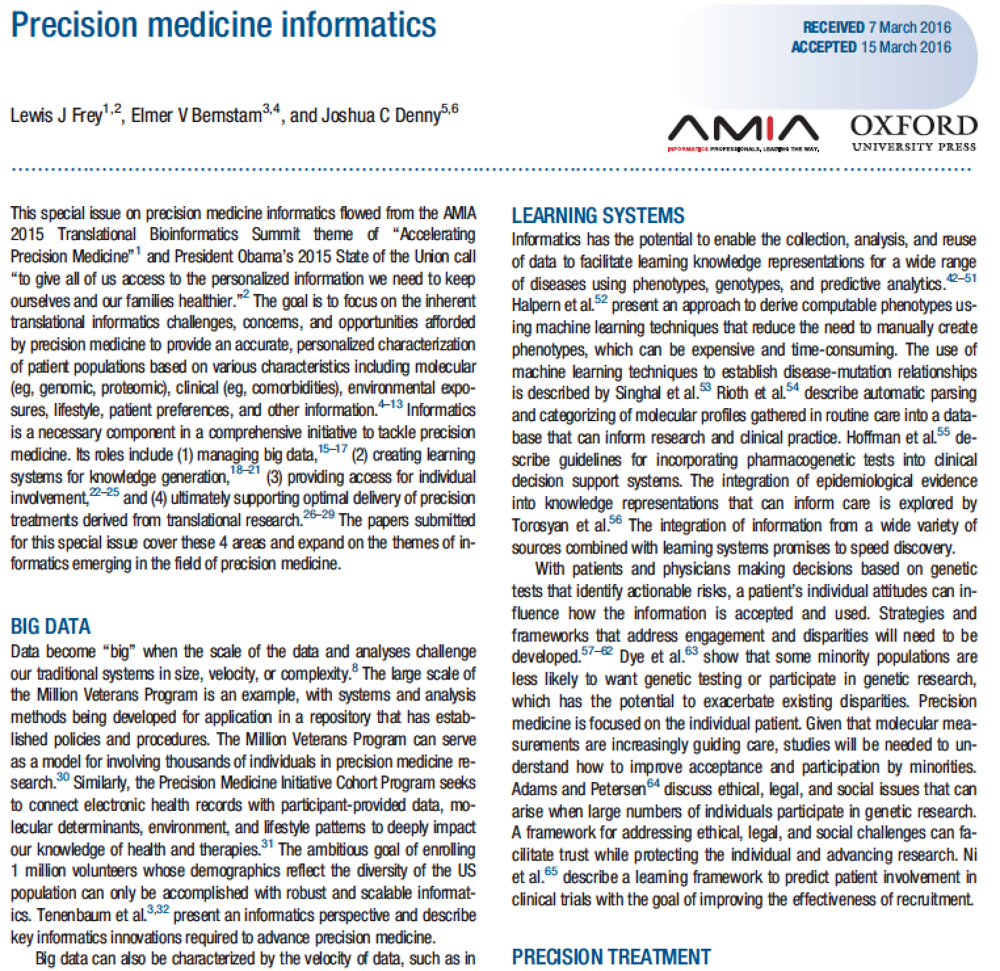 Precision medicine informatics
RECEIVED 7 March 2016
ACCEPTED 15 March 2016
Lewis J Frey1,2, Elmer V Bernstam3,4, and Joshua C Denny5,6
AMIA
INFORMATICS PROFESSIONALS. LEADING THE WAY.
OXFORD
UNIVERSITY PRESS
This special issue on precision medicine informatics flowed from the AMIA
2015 Translational Bioinformatics Summit theme of “Accelerating
Precision Medicine”1 and President Obama’s 2015 State of the Union call
“to give all of us access to the personalized information we need to keep
ourselves and our families healthier.”2 The goal is to focus on the inherent
translational informatics challenges, concerns, and opportunities afforded
by precision medicine to provide an accurate, personalized characterization
of patient populations based on various characteristics including molecular
(eg, genomic, proteomic), clinical (eg, comorbidities), environmental expo-
sures, lifestyle, patient preferences, and other information.4–13 Informatics
is a necessary component in a comprehensive initiative to tackle precision
medicine. Its roles include (1) managing big data,15–17 (2) creating learning
systems for knowledge generation,18–21 (3) providing access for individual
involvement,22–25 and (4) ultimately supporting optimal delivery of precision
treatments derived from translational research.26–29 The papers submitted
for this special issue cover these 4 areas and expand on the themes of in-
formatics emerging in the field of precision medicine.
BIG DATA
Data become “big” when the scale of the data and analyses challenge
our traditional systems in size, velocity, or complexity.8 The large scale of
the Million Veterans Program is an example, with systems and analysis
methods being developed for application in a repository that has estab-
lished policies and procedures. The Million Veterans Program can serve
as a model for involving thousands of individuals in precision medicine re-
search.30 Similarly, the Precision Medicine Initiative Cohort Program seeks
to connect electronic health records with participant-provided data, mo-
lecular determinants, environment, and lifestyle patterns to deeply impact
our knowledge of health and therapies.31 The ambitious goal of enrolling
1 million volunteers whose demographics reflect the diversity of the US
population can only be accomplished with robust and scalable informat-
ics. Tenenbaum et al.3,32 present an informatics perspective and describe
key informatics innovations required to advance precision medicine.
Big data can also be characterized by the velocity of data, such as in
LEARNING SYSTEMS
Informatics has the potential to enable the collection, analysis, and reuse
of data to facilitate learning knowledge representations for a wide range
of diseases using phenotypes, genotypes, and predictive analytics.42–51
Halpern et al.52 present an approach to derive computable phenotypes us-
ing machine learning techniques that reduce the need to manually create
phenotypes, which can be expensive and time-consuming. The use of
machine learning techniques to establish disease-mutation relationships
is described by Singhal et al.53 Rioth et al.54 describe automatic parsing
and categorizing of molecular profiles gathered in routine care into a data-
base that can inform research and clinical practice. Hoffman et al.55 de-
scribe guidelines for incorporating pharmacogenetic tests into clinical
decision support systems. The integration of epidemiological evidence
into knowledge representations that can inform care is explored by
Torosyan et al.56 The integration of information from a wide variety of
sources combined with learning systems promises to speed discovery.
With patients and physicians making decisions based on genetic
tests that identify actionable risks, a patient’s individual attitudes can in-
fluence how the information is accepted and used. Strategies and
frameworks that address engagement and disparities will need to be
developed.57–62 Dye et al.63 show that some minority populations are
less likely to want genetic testing or participate in genetic research,
which has the potential to exacerbate existing disparities. Precision
medicine is focused on the individual patient. Given that molecular mea-
surements are increasingly guiding care, studies will be needed to un-
derstand how to improve acceptance and participation by minorities.
Adams and Petersen64 discuss ethical, legal, and social issues that can
arise when large numbers of individuals participate in genetic research.
A framework for addressing ethical, legal, and social challenges can fa-
cilitate trust while protecting the individual and advancing research. Ni
et al.65 describe a learning framework to predict patient involvement in
clinical trials with the goal of improving the effectiveness of recruitment.
PRECISION TREATMENT